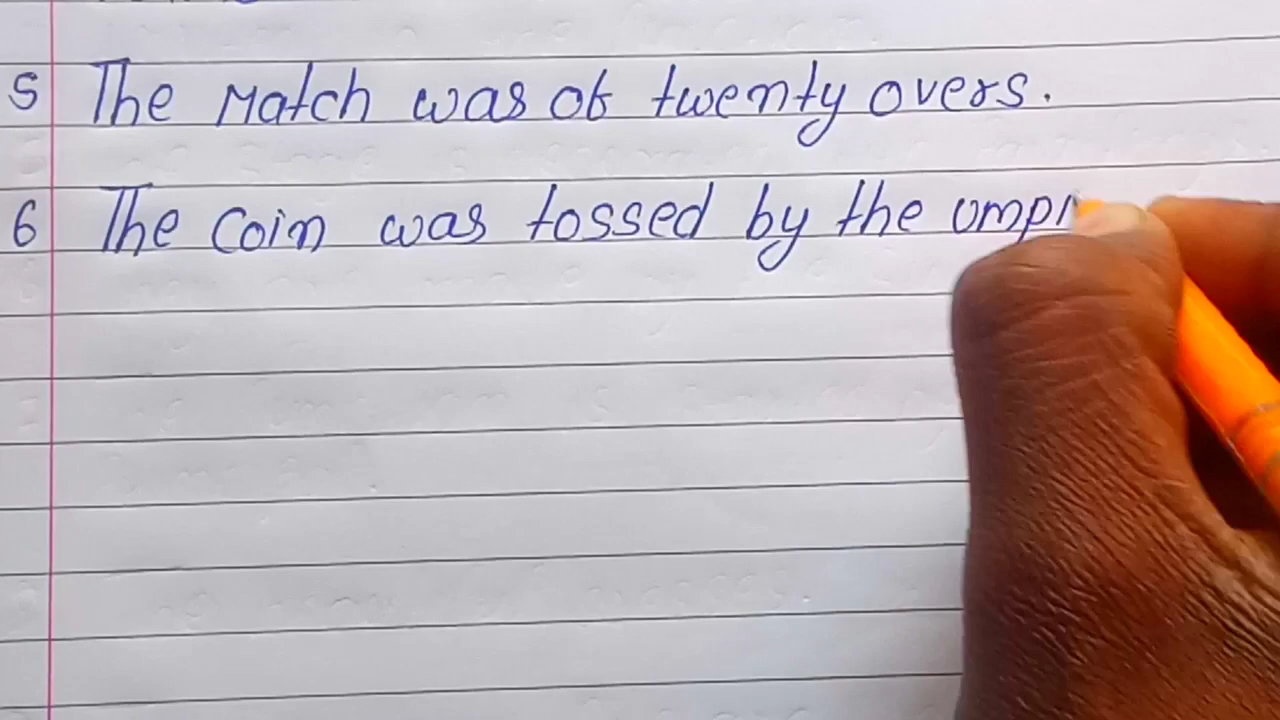 5 The Match was of twenty overs.
6 The Coin was tossed by the